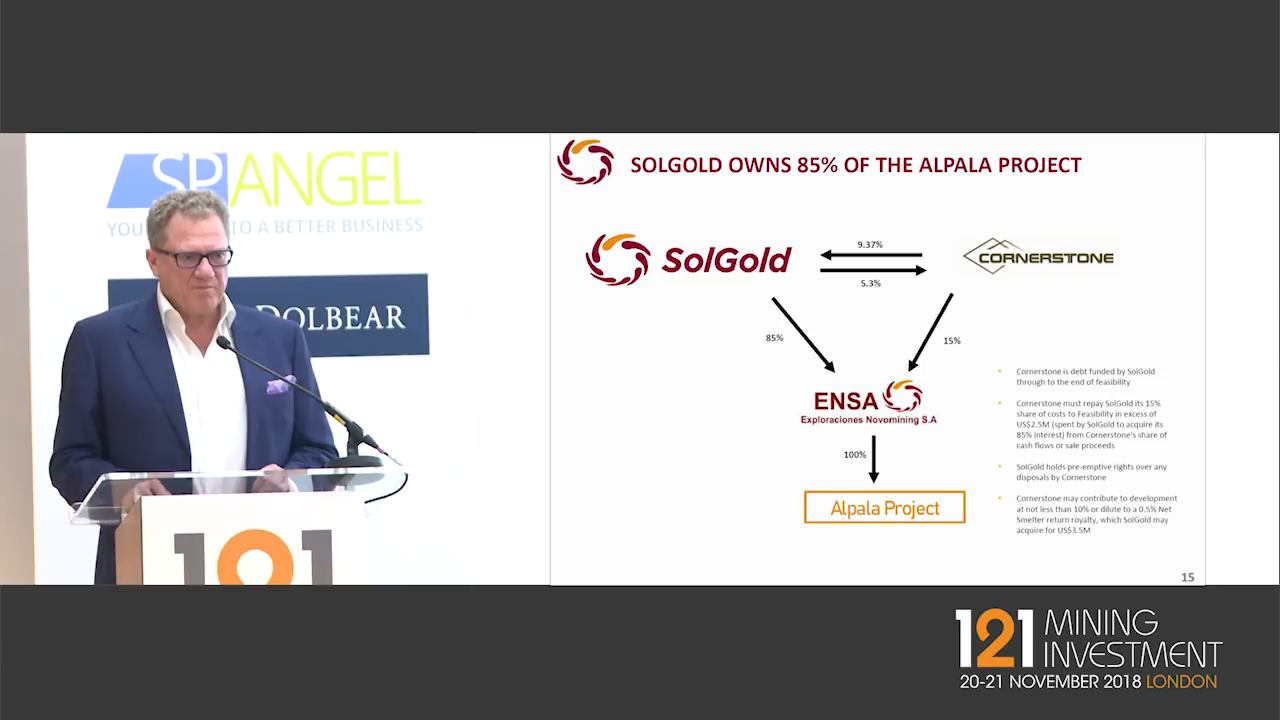 SP ANGEL
YOU TO A BETTER BUSINESS
DOLBEAR
121
SOLGOLD OWNS 85% OF THE ALPALA PROJECT
SolGold
9.37%
5.3%
CORNERSTONE
85%
15%
ENSA
Exploraciones Novomining S.A
100%
Alpala Project
Cornerstone is debt funded by SolGold
through to the end of feasibility
Cornerstone must repay SolGold its 15%
share of costs to Feasibility in excess of
US$2.5M (spent by SolGold to acquire its
85% interest) from Cornerstone's share of
cash flows or sale proceeds
SolGold holds pre-emptive rights over any
disposals by Cornerstone
Cornerstone may contribute to development
at not less than 10% or dilute to a 0.5% Net
Smelter return royalty, which SolGold may
acquire for US$3.5M
15
121 MINING
INVESTMENT
20-21 NOVEMBER 2018 LONDON